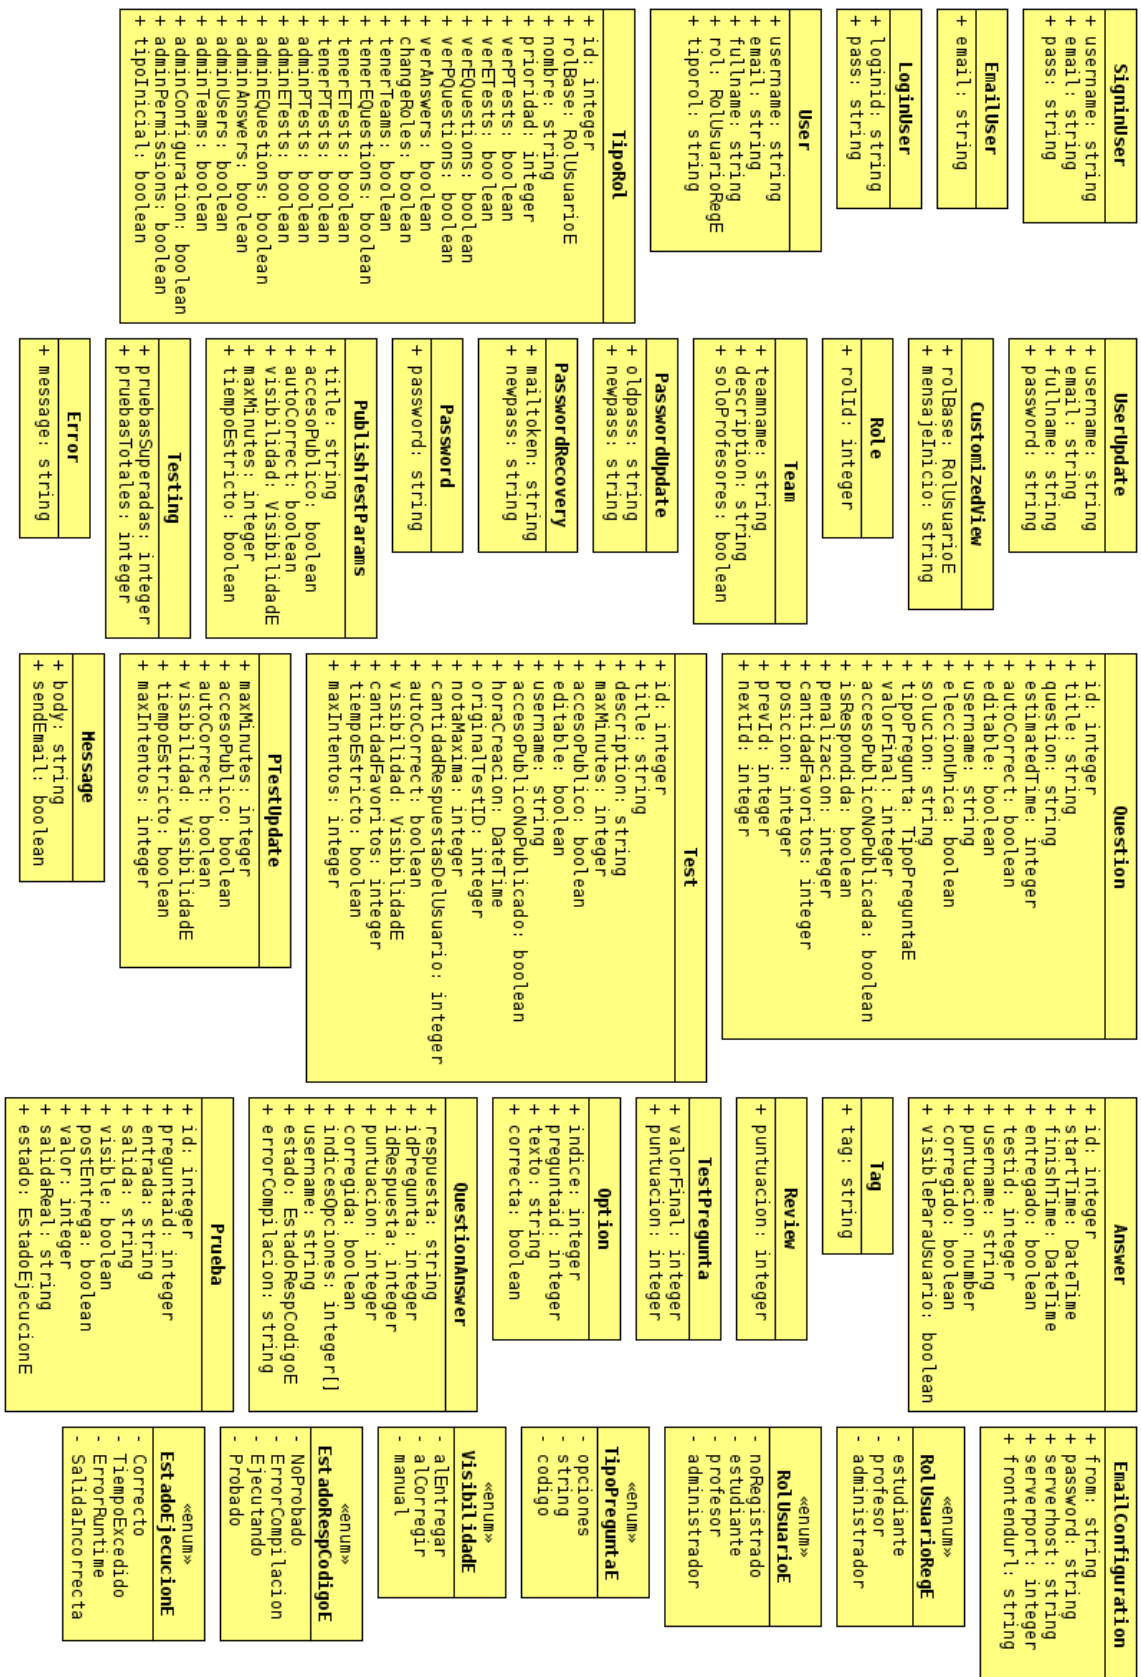 SigninUser
+ username: string
+ email: string
+ pass: string
EmailUser
+ email: string
LoginUser
+ loginid: string
+ pass: string
User
+ username: string
+ email: string
+ fullname: string
+ rol: RolUsuarioRegE
+ tiporol: string
TipoRol
+ id: integer
+ rolBase: RolUsuarioE
+ nombre: string
+ prioridad: integer
+ verPTests: boolean
+ verETests: boolean
+ verEQuestions: boolean
+ verPQuestions: boolean
+ verAnswers: boolean
+ changeRoles: boolean
+ tenerTeams: boolean
+ tenerEQuestions: boolean
+ tenerETests: boolean
+ tenerPTests: boolean
+ adminPTests: boolean
+ adminETests: boolean
+ adminEQuestions: boolean
+ adminAnswers: boolean
+ adminUsers: boolean
+ adminTeams: boolean
+ adminConfiguration: boolean
+ adminPermissions: boolean
+ tipoInicial: boolean
UserUpdate
+ username: string
+ email: string
+ fullname: string
+ password: string
CustomizedView
+ rolBase: RolUsuarioE
+ mensajeInicio: string
Role
+ rolId: integer
Team
+ teamname: string
+ description: string
+ soloProfesores: boolean
PasswordUpdate
+ oldpass: string
+ newpass: string
PasswordRecovery
+ mailtoken: string
+ newpass: string
Password
+ password: string
PublishTestParams
+ title: string
+ accesoPublico: boolean
+ autoCorrect: boolean
+ visibilidad: VisibilidadE
+ maxMinutes: integer
+ tiempoEstricto: boolean
Testing
+ pruebasSuperadas: integer
+ pruebasTotales: integer
Error
+ message: string
Question
+ id: integer
+ title: string
+ question: string
+ estimatedTime: integer
+ autoCorrect: boolean
+ editable: boolean
+ username: string
+ eleccionUnica: boolean
+ solucion: string
+ tipoPregunta: TipoPreguntaE
+ valorFinal: integer
+ accesoPublicoNoPublicada: boolean
+ isRespondida: boolean
+ penalizacion: integer
+ cantidadFavoritos: integer
+ posicion: integer
+ previd: integer
+ nextId: integer
Test
+ id: integer
+ title: string
+ description: string
+ maxMinutes: integer
+ accesoPublico: boolean
+ editable: boolean
+ username: string
+ accesoPublicoNoPublicado: boolean
+ horaCreacion: DateTime
+ originalTestID: integer
+ notaMaxima: integer
+ cantidadRespuestasDelUsuario: integer
+ autoCorrect: boolean
+ visibilidad: VisibilidadE
+ cantidadFavoritos: integer
+ tiempoEstricto: boolean
+ maxIntentos: integer
PTestUpdate
+ maxMinutes: integer
+ accesoPublico: boolean
+ autoCorrect: boolean
+ visibilidad: VisibilidadE
+ tiempoEstricto: boolean
+ maxIntentos: integer
Message
+ body: string
+ sendEmail: boolean
Answer
+ id: integer
+ startTime: DateTime
+ finishTime: DateTime
+ entregado: boolean
+ testid: integer
+ username: string
+ puntuacion: number
+ corregido: boolean
+ visibleParaUsuario: boolean
Tag
+ tag: string
Review
+ puntuacion: integer
TestPregunta
+ valorFinal: integer
+ puntuacion: integer
Option
+ indice: integer
+ preguntaid: integer
+ texto: string
+ correcta: boolean
QuestionAnswer
+ respuesta: string
+ idPregunta: integer
+ idRespuesta: integer
+ puntuacion: integer
+ corregida: boolean
+ indicesOpciones: integer[]
+ username: string
+ estado: EstadoRespCodigoE
+ errorCompilacion: string
Prueba
+ id: integer
+ preguntaid: integer
+ entrada: string
+ salida: string
+ visible: boolean
+ postEntrega: boolean
+ valor: integer
+ salidaReal: string
+ estado: EstadoEjecucionE
EmailConfiguration
+ from: string
+ password: string
+ serverhost: string
+ serverport: integer
+ frontendurl: string
«enum»
RolUsuarioRegE
- estudiante
- profesor
- administrador
«enum»
RolUsuarioE
- noRegistrado
- estudiante
- profesor
- administrador
«enum»
TipoPreguntaE
- opciones
- string
- codigo
«enum»
VisibilidadE
- alEntregar
- alCorregir
- manual
«enum»
EstadoRespCodigoE
- NoProbado
- ErrorCompilacion
- Ejecutando
- Probado
«enum»
EstadoEjecucionE
- Correcto
- TiempoExcedido
- ErrorRuntime
- SalidaIncorrecta